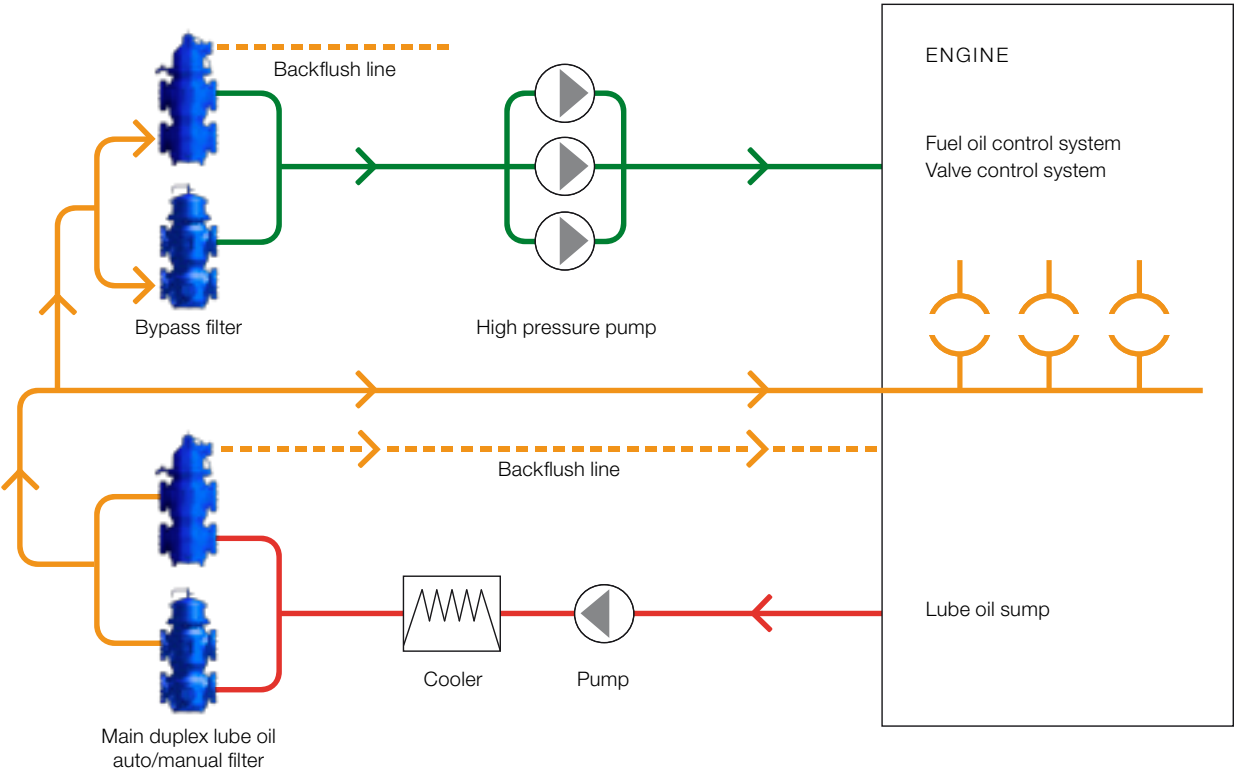 Backflush line
ENGINE
Fuel oil control system
Valve control system
Bypass filter
High pressure pump
Backflush line
Lube oil sump
Cooler
Pump
Main duplex lube oil
auto/manual filter